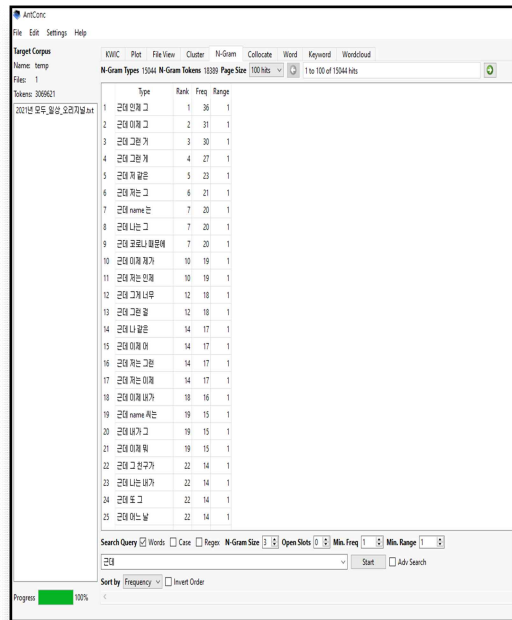 AntConc
File Edit Settings Help
Target Corpus
Name: temp
Files: 1
Tokens: 3069621
2021년 모두_일상_오리지널.txt
Progress 100%
KWIC Plot File View Cluster N-Gram Collocate Word Keyword Wordcloud
N-Gram Types 15044 N-Gram Tokens 18389 Page Size 100 hits 1 to 100 of 15044 hits
Type Rank Freq Range
1 근데 인제 그 1 36 1
2 근데 이제 그 2 31 1
3 근데 그런 거 3 30 1
4 근데 그런 게 4 27 1
5 근데 저 같은 5 23 1
6 근데 저는 그 6 21 1
7 근데 name 는 7 20 1
8 근데 나는 그 7 20 1
9 근데 코로나 때문에 7 20 1
10 근데 이제 제가 10 19 1
11 근데 저는 인제 10 19 1
12 근데 그게 너무 12 18 1
13 근데 그런 걸 12 18 1
14 근데 나 같은 14 17 1
15 근데 이제 어 14 17 1
16 근데 저는 그런 14 17 1
17 근데 저는 이제 14 17 1
18 근데 이제 내가 18 16 1
19 근데 name 씨는 19 15 1
20 근데 내가 그 19 15 1
21 근데 이제 뭐 19 15 1
22 근데 그 친구가 22 14 1
23 근데 나는 내가 22 14 1
24 근데 또 그 22 14 1
25 근데 어느 날 22 14 1
Search Query Words Case Regex N-Gram Size 3 Open Slots 0 Min. Freq 1 Min. Range 1
근데 Start Adv Search
Sort by Frequency Invert Order